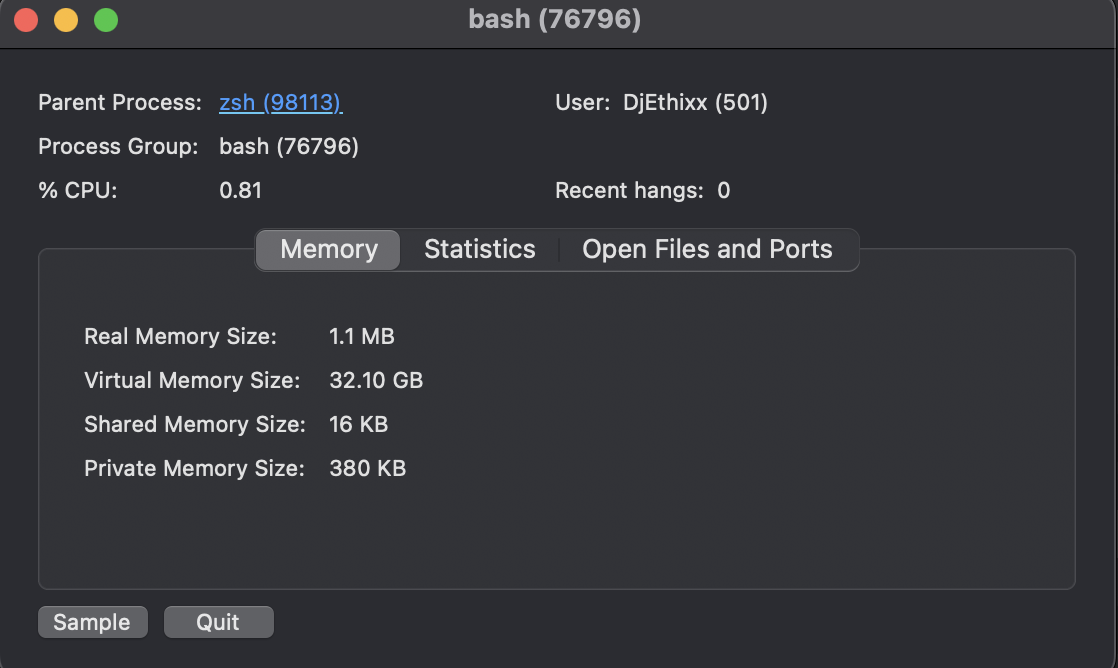 bash (76796)
Parent Process: zsh (98113) User: DjEthixx (501)
Process Group: bash (76796)
% CPU: 0.81 Recent hangs: 0
Memory Statistics Open Files and Ports
Real Memory Size: 1.1 MB
Virtual Memory Size: 32.10 GB
Shared Memory Size: 16 KB
Private Memory Size: 380 KB
Sample Quit